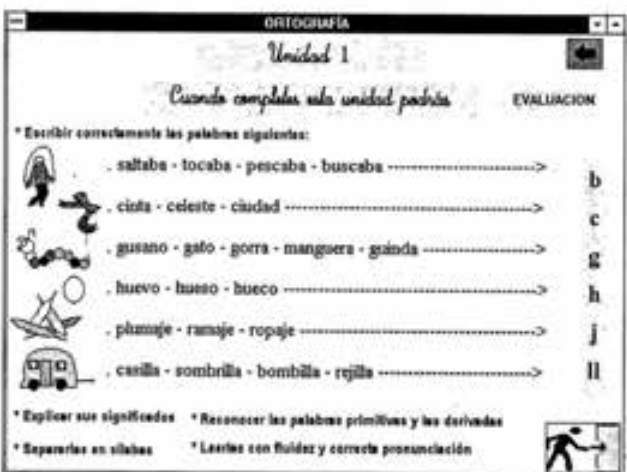 ORTOGRAFÍA
Unidad 1
Cuando completes esta unidad podrás
EVALUACION
* Escribir correctamente las palabras siguientes:
. saltaba - tocaba - pescaba - buscaba ----------------------> b
. cinta - celeste - ciudad ----------------------> c
. gusano - gato - gorra - manguera - guinda ----------------------> g
. huevo - hueso - hueco ----------------------> h
. plumaje - ramaje - ropaje ----------------------> j
. casilla - sombrilla - bombilla - rejilla ----------------------> ll
* Explicar sus significados * Reconocer las palabras primitivas y las derivadas
* Separarlas en sílabas * Leerlas con fluidez y correcta pronunciación